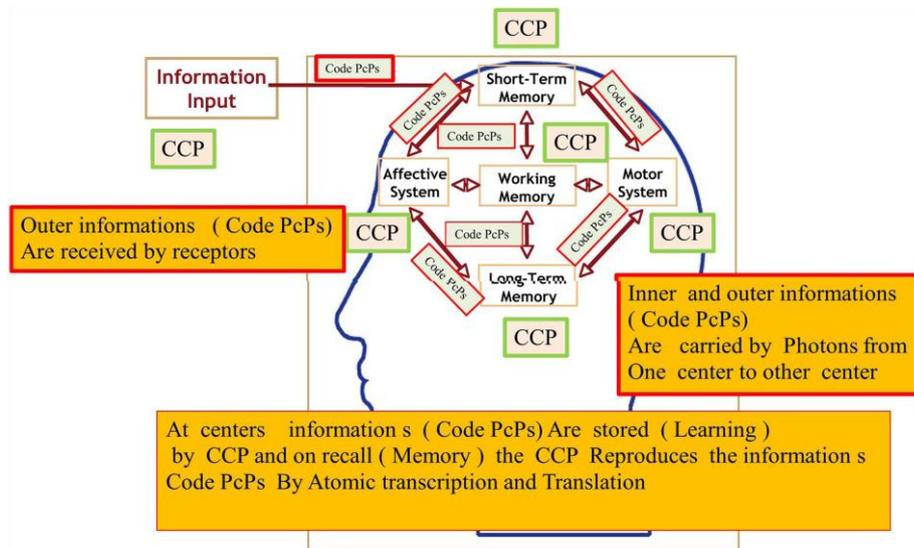 CCP
Code PcPs
Information
Input
Short-Term
Memory
Code PcPs
Code PcPs
Code PcPs
CCP
CCP
Affective
System
Working
Memory
Motor
System
Outer informations ( Code PcPs)
Are received by receptors
CCP
Code PcPs
Code PcPs
CCP
Code PcPs
Long-Term
Memory
Inner and outer informations
( Code PcPs)
Are carried by Photons from
One center to other center
CCP
At centers information s ( Code PcPs) Are stored ( Learning )
by CCP and on recall ( Memory ) the CCP Reproduces the information s
Code PcPs By Atomic transcription and Translation